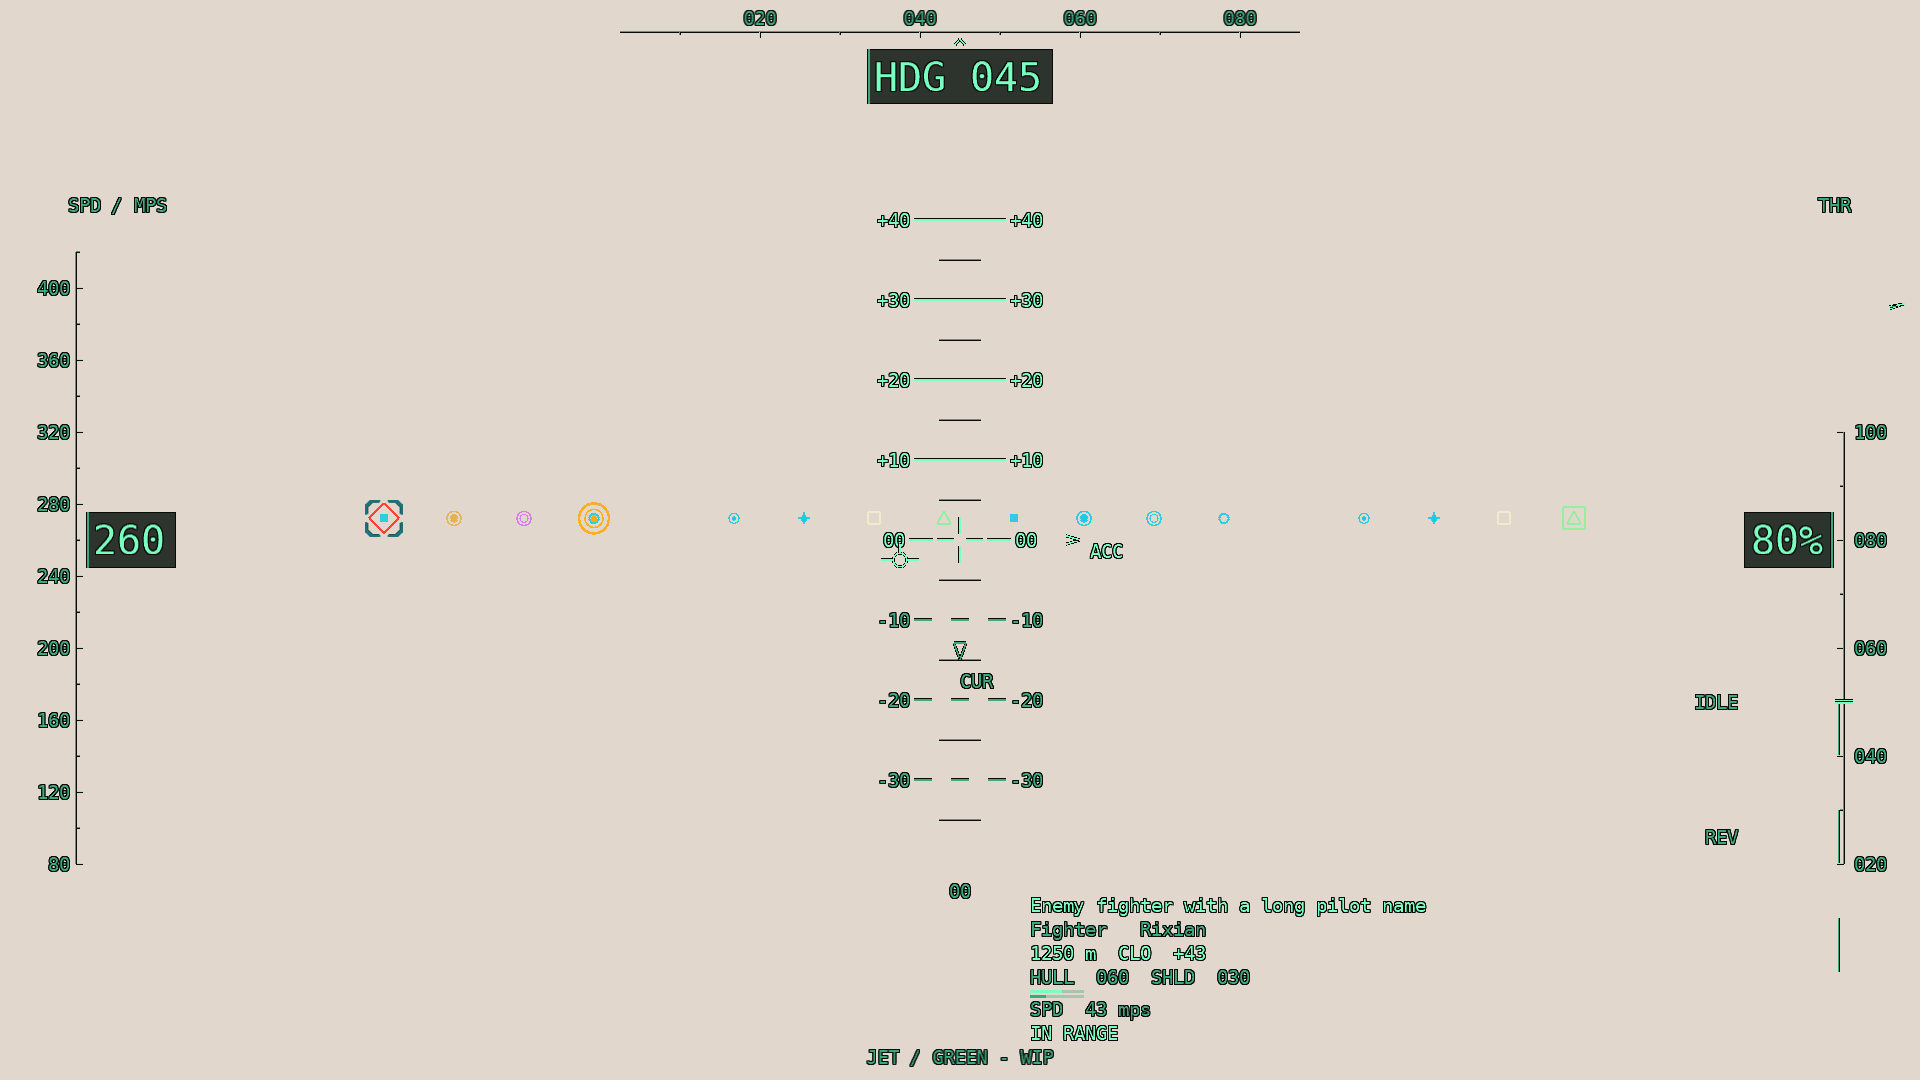 020 040 060 080
HDG 045
SPD / MPS
THR
+40 +40
400
+30 +30
360
+20 +20
320
100
+10 +10
280
260
00 00
ACC
80%
080
240
-10 -10
200
060
CUR
-20 -20
IDLE
160
040
-30 -30
120
REV
80
020
00
Enemy fighter with a long pilot name
Fighter Rixian
1250 m CLO +43
HULL 060 SHLD 030
SPD 43 mps
IN RANGE
JET / GREEN - WIP